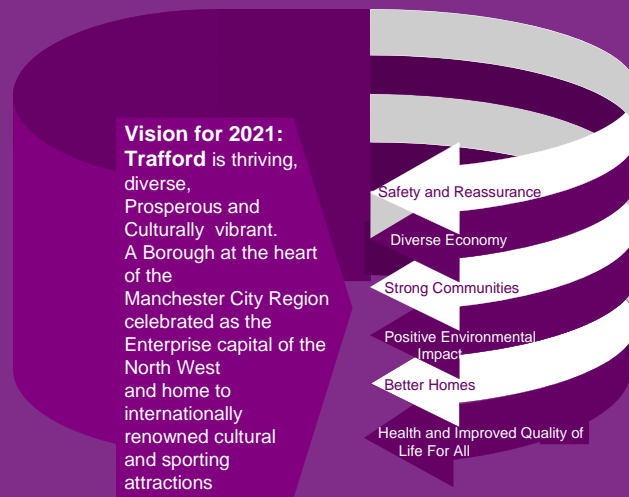 Vision for 2021:
Trafford is thriving,
diverse,
Prosperous and
Culturally vibrant.
A Borough at the heart
of the
Manchester City Region
celebrated as the
Enterprise capital of the
North West
and home to
internationally
renowned cultural
and sporting
attractions
Safety and Reassurance
Diverse Economy
Strong Communities
Positive Environmental
Impact
Better Homes
Health and Improved Quality of
Life For All